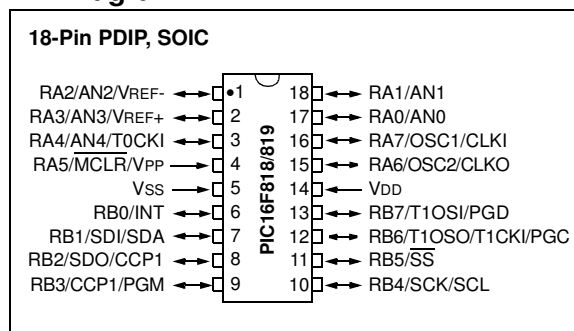 18-Pin PDIP, SOIC
RA2/AN2/VREF- 1 18 RA1/AN1
RA3/AN3/VREF+ 2 17 RA0/AN0
RA4/AN4/T0CKI 3 16 RA7/OSC1/CLKI
RA5/MCLR/VPP 4 15 RA6/OSC2/CLKO
VSS 5 14 VDD
RB0/INT 6 13 RB7/T1OSI/PGD
RB1/SDI/SDA 7 12 RB6/T1OSO/T1CKI/PGC
RB2/SDO/CCP1 8 11 RB5/SS
RB3/CCP1/PGM 9 10 RB4/SCK/SCL
PIC16F818/819